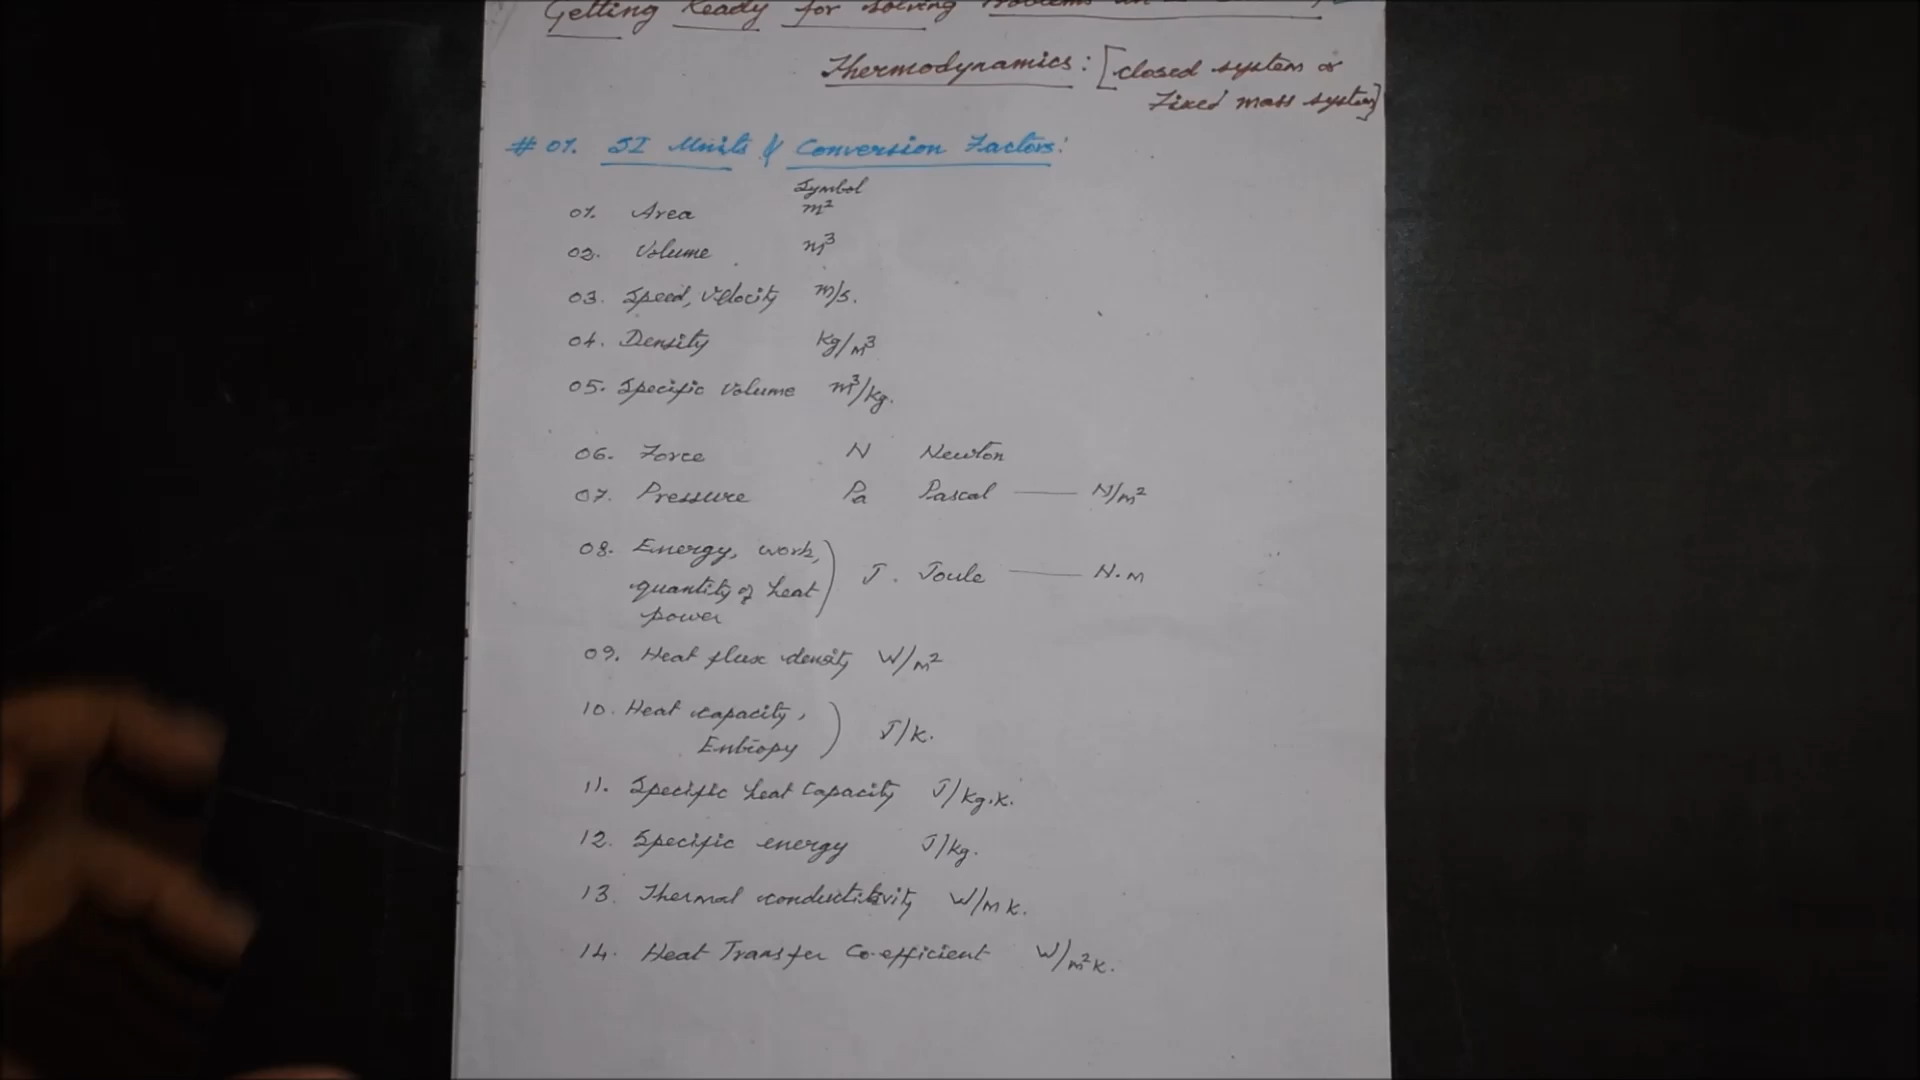 Getting Ready for solving Problems on
Thermodynamics: [closed system or
Fixed mass system]
# 01. SI Units & Conversion Factors:
Symbol
01. Area m²
02. Volume m³
03. Speed, Velocity m/s.
04. Density kg/m³
05. Specific Volume m³/kg.
06. Force N Newton
07. Pressure Pa Pascal — N/m²
08. Energy, work, quantity of heat power ) J. Joule — N.m
09. Heat flux density W/m²
10. Heat capacity, Entropy ) J/K.
11. Specific heat Capacity J/kg.K.
12. Specific energy J/kg.
13. Thermal conductivity W/m K.
14. Heat Transfer Co-efficient W/m²K.